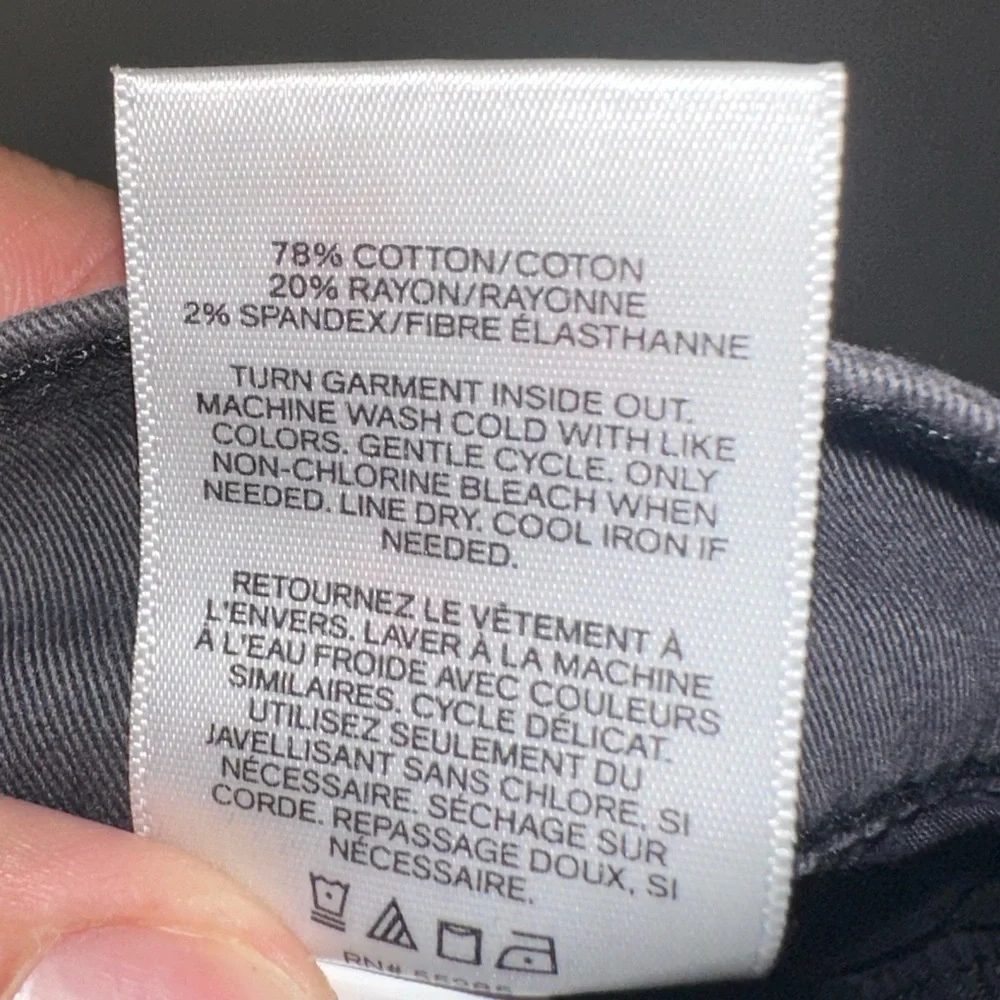 78% COTTON/COTON
20% RAYON/RAYONNE
2% SPANDEX/FIBRE ÉLASTHANNE
TURN GARMENT INSIDE OUT.
MACHINE WASH COLD WITH LIKE
COLORS. GENTLE CYCLE. ONLY
NON-CHLORINE BLEACH WHEN
NEEDED. LINE DRY. COOL IRON IF
NEEDED.
RETOURNEZ LE VÊTEMENT À
L'ENVERS. LAVER À LA MACHINE
À L'EAU FROIDE AVEC COULEURS
SIMILAIRES. CYCLE DÉLICAT.
UTILISEZ SEULEMENT DU
JAVELLISANT SANS CHLORE, SI
NÉCESSAIRE. SÉCHAGE SUR
CORDE. REPASSAGE DOUX, SI
NÉCESSAIRE.
RN#